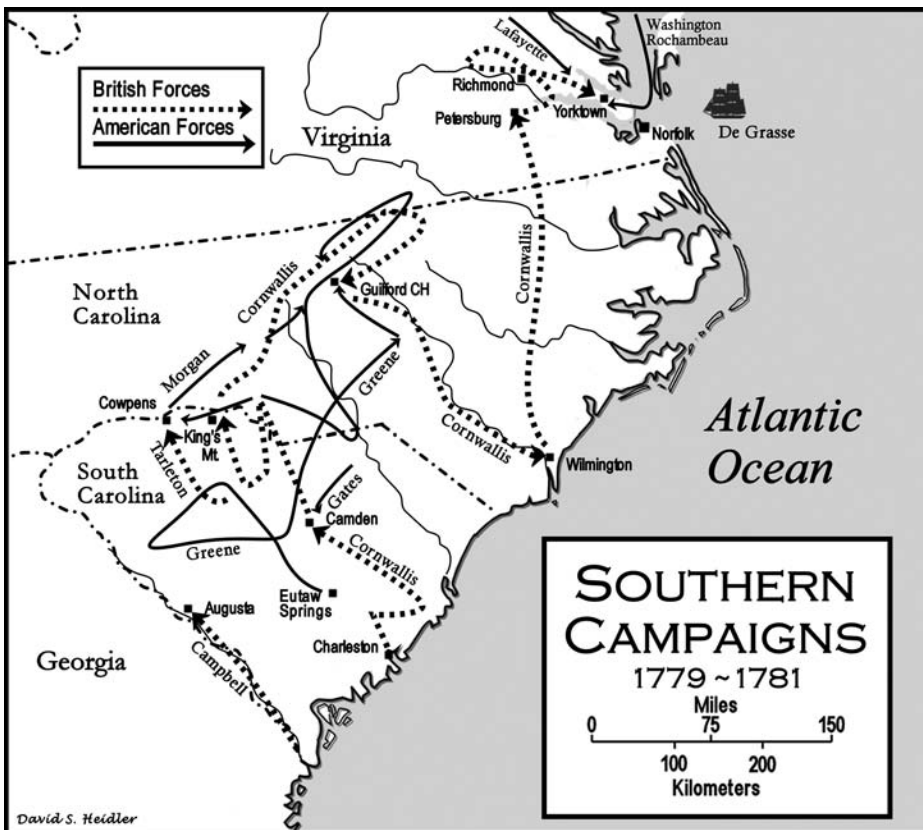 British Forces
American Forces
Lafayette
Washington
Rochambeau
Richmond
Petersburg
Yorktown
Norfolk
De Grasse
Virginia
Cornwallis
North
Carolina
Cornwallis
Guilford CH
Morgan
Greene
Cowpens
King's
Mt.
Tarleton
Cornwallis
Wilmington
Atlantic
Ocean
South
Carolina
Gates
Camden
Greene
Cornwallis
Eutaw
Springs
Augusta
Charleston
Georgia
Campbell
SOUTHERN
CAMPAIGNS
1779 ~ 1781
Miles
0 75 150
100 200
Kilometers
David S. Heidler